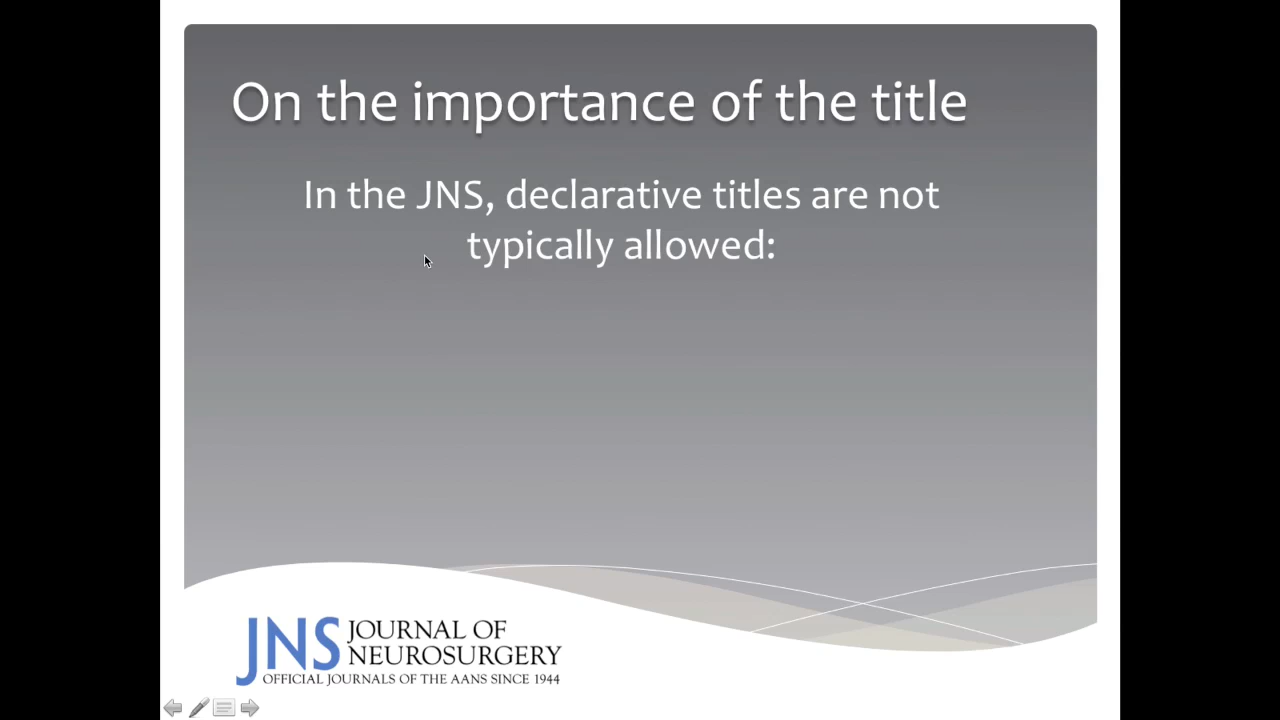 On the importance of the title
In the JNS, declarative titles are not
typically allowed:
JNS
JOURNAL OF
NEUROSURGERY
OFFICIAL JOURNALS OF THE AANS SINCE 1944